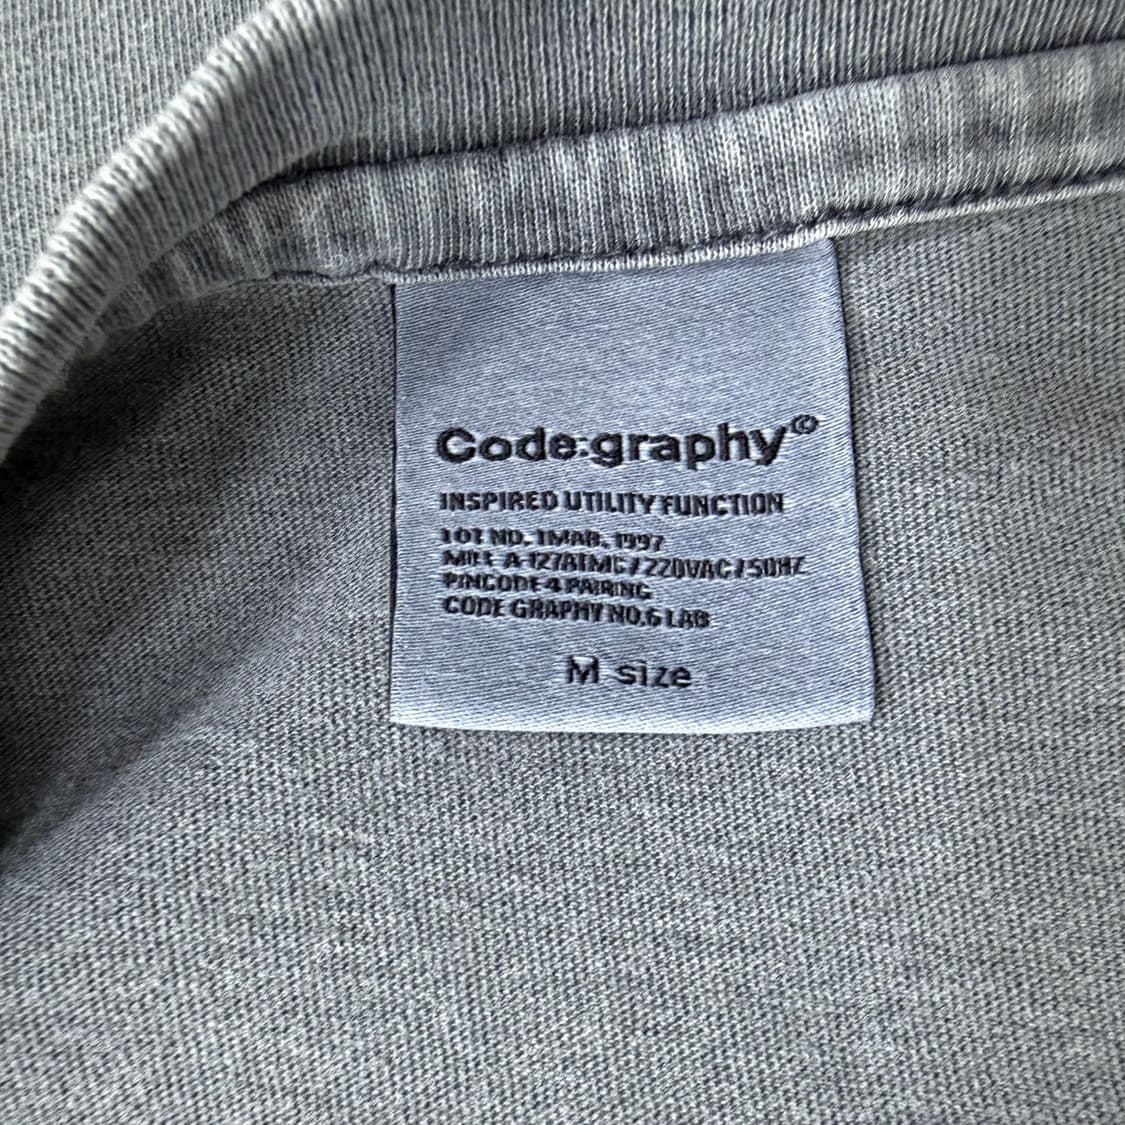 Code:graphy©
INSPIRED UTILITY FUNCTION
LOT NO. 1MAR. 1997
MILL A-127ATMC / 220VAC / 50HZ
PINCODE 4 PAIRING
CODE GRAPHY NO.6 LAB
M size